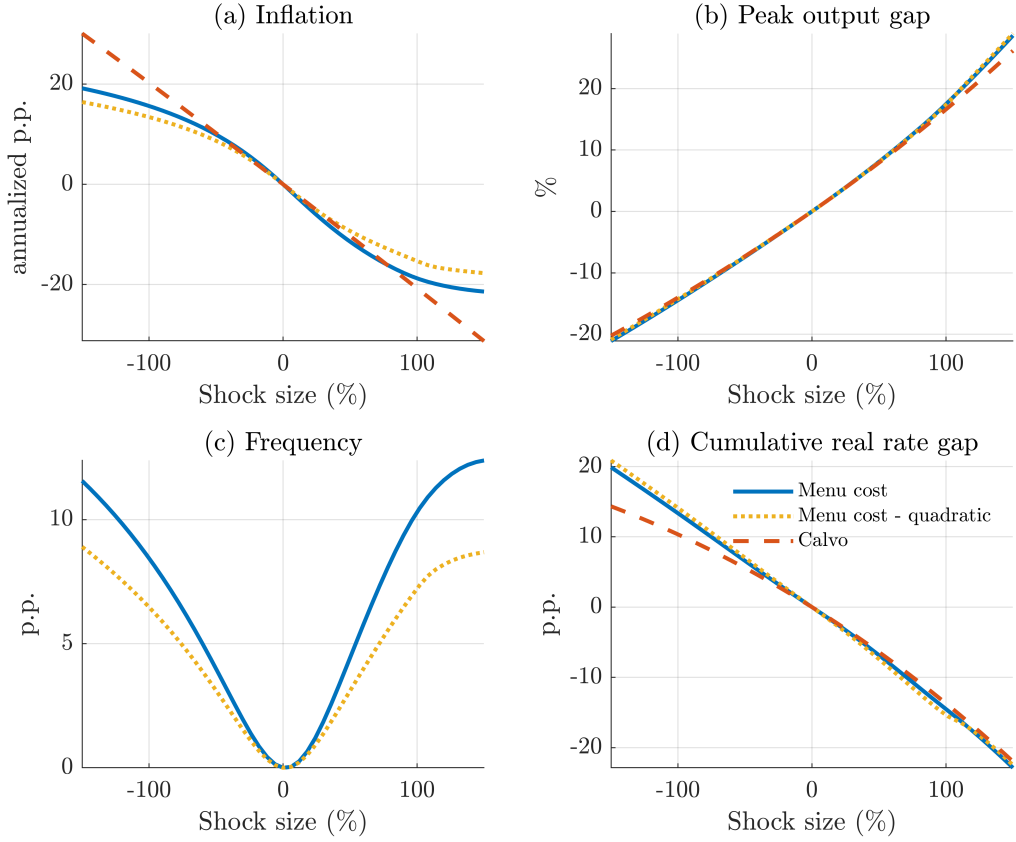 (a) Inflation
annualized p.p.
20
0
-20
-100
0
100
Shock size (%)
(b) Peak output gap
%
20
10
0
-10
-20
-100
0
100
Shock size (%)
(c) Frequency
p.p.
10
5
0
-100
0
100
Shock size (%)
(d) Cumulative real rate gap
p.p.
20
10
0
-10
-20
Menu cost
Menu cost - quadratic
Calvo
-100
0
100
Shock size (%)